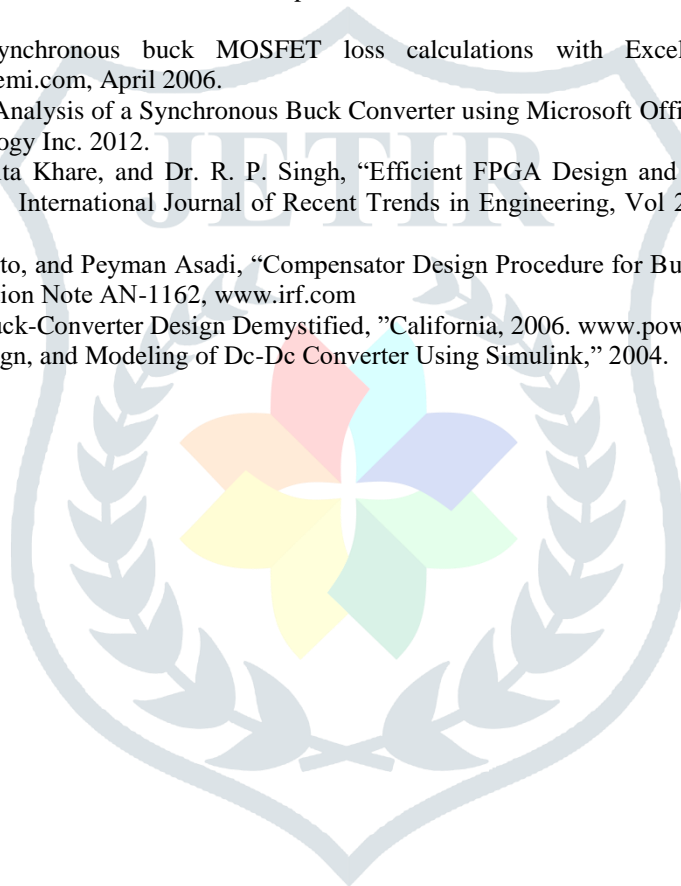 ynchronous buck MOSFET loss calculations with Excel
emi.com, April 2006.
Analysis of a Synchronous Buck Converter using Microsoft Offi
ogy Inc. 2012.
ta Khare, and Dr. R. P. Singh, “Efficient FPGA Design and
International Journal of Recent Trends in Engineering, Vol 2
to, and Peyman Asadi, “Compensator Design Procedure for Bu
ion Note AN-1162, www.irf.com
uck-Converter Design Demystified, ”California, 2006. www.pow
gn, and Modeling of Dc-Dc Converter Using Simulink,” 2004.
JETIR